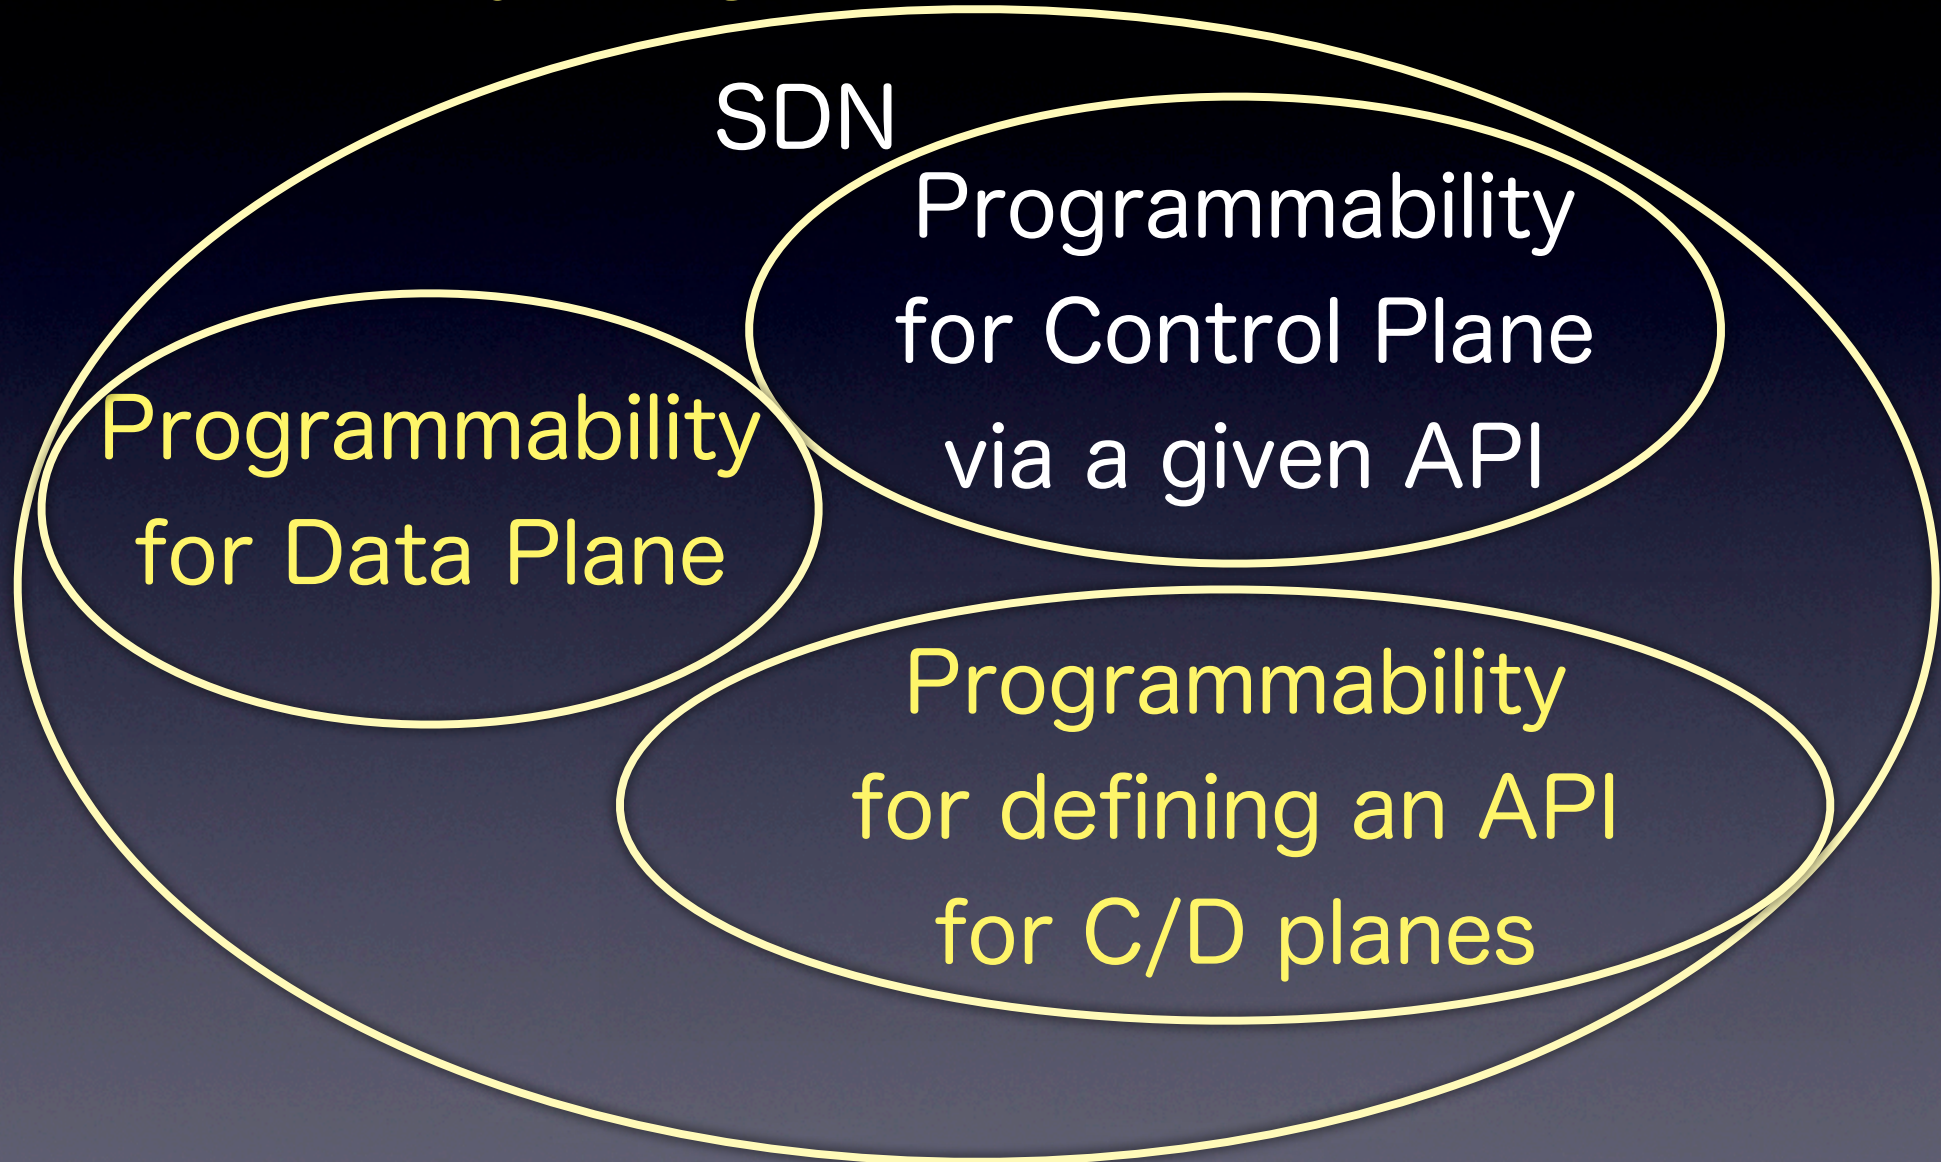 SDN
Programmability
for Control Plane
via a given API
Programmability
for Data Plane
Programmability
for defining an API
for C/D planes